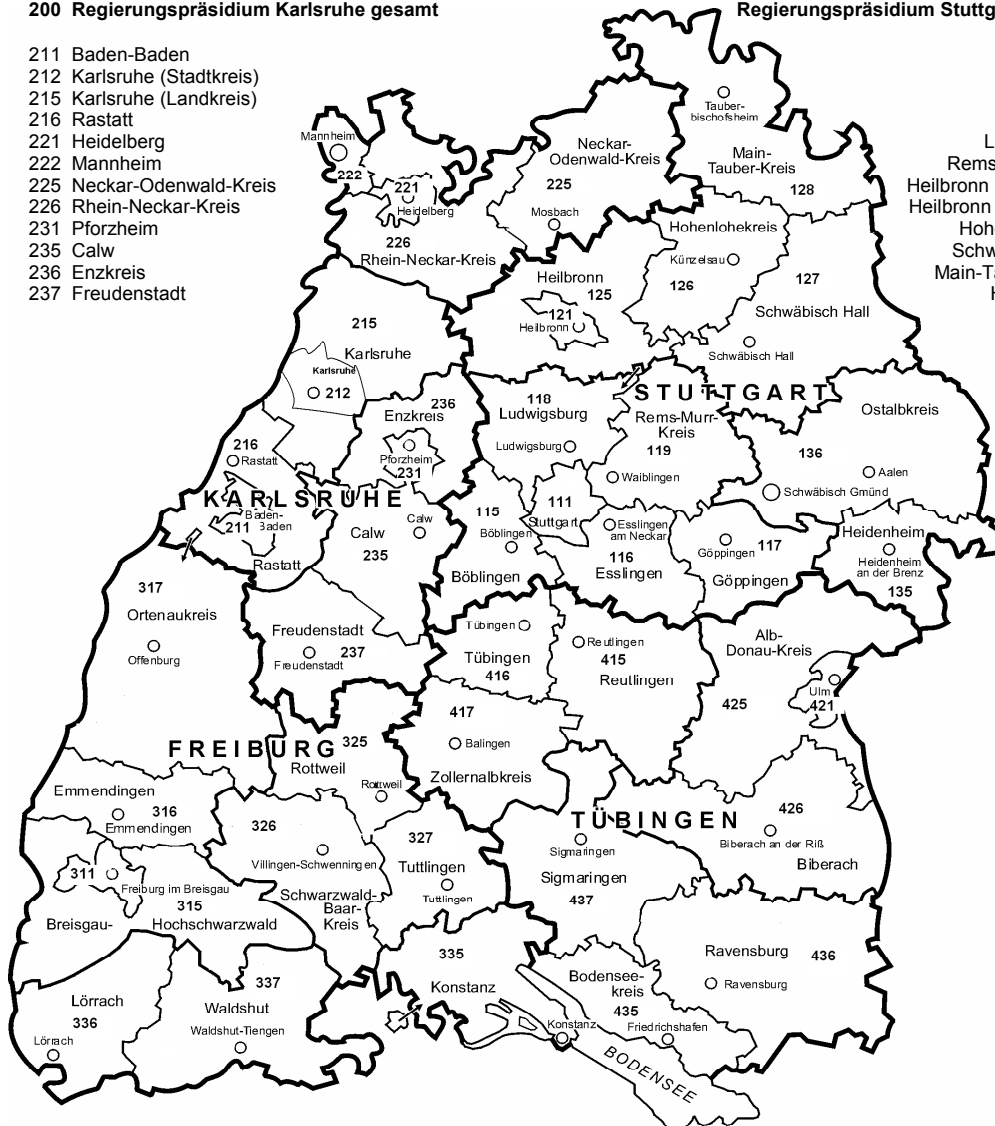 200 Regierungspräsidium Karlsruhe gesamt
Regierungspräsidium Stuttg
211 Baden-Baden
212 Karlsruhe (Stadtkreis)
215 Karlsruhe (Landkreis)
216 Rastatt
221 Heidelberg
222 Mannheim
225 Neckar-Odenwald-Kreis
226 Rhein-Neckar-Kreis
231 Pforzheim
235 Calw
236 Enzkreis
237 Freudenstadt
L
Rems
Heilbronn
Heilbronn
Hohe
Schw
Main-Ta
H
Tauber-
bischofsheim
Main-
Tauber-Kreis
128
Neckar-
Odenwald-Kreis
225
Mosbach
Mannheim
222
221
Heidelberg
226
Rhein-Neckar-Kreis
Hohenlohekreis
Künzelsau
126
127
Schwäbisch Hall
Schwäbisch Hall
Heilbronn
125
121
Heilbronn
215
Karlsruhe
Karlsruhe
212
STUTTGART
118
Ludwigsburg
Ludwigsburg
Rems-Murr-
Kreis
119
Waiblingen
Ostalbkreis
136
Aalen
Schwäbisch Gmünd
236
Enzkreis
Pforzheim
231
216
Rastatt
KARLSRUHE
Baden-
Baden
211
Rastatt
Calw
Calw
235
115
Böblingen
Böblingen
111
Stuttgart
Esslingen
am Neckar
116
Esslingen
Göppingen
117
Göppingen
Heidenheim
Heidenheim
an der Brenz
135
317
Ortenaukreis
Offenburg
Freudenstadt
237
Freudenstadt
Tübingen
Tübingen
416
Reutlingen
415
Reutlingen
Alb-
Donau-Kreis
425
Ulm
421
417
Balingen
Zollernalbkreis
FREIBURG
325
Rottweil
Rottweil
Emmendingen
316
Emmendingen
326
Villingen-Schwenningen
Schwarzwald-
Baar-
Kreis
327
Tuttlingen
Tuttlingen
TÜBINGEN
Sigmaringen
Sigmaringen
437
426
Biberach an der Riß
Biberach
311
Freiburg im Breisgau
315
Breisgau-
Hochschwarzwald
335
Konstanz
Konstanz
Bodensee-
kreis
435
Friedrichshafen
Ravensburg
436
Ravensburg
Lörrach
336
Lörrach
337
Waldshut
Waldshut-Tiengen
BODENSEE